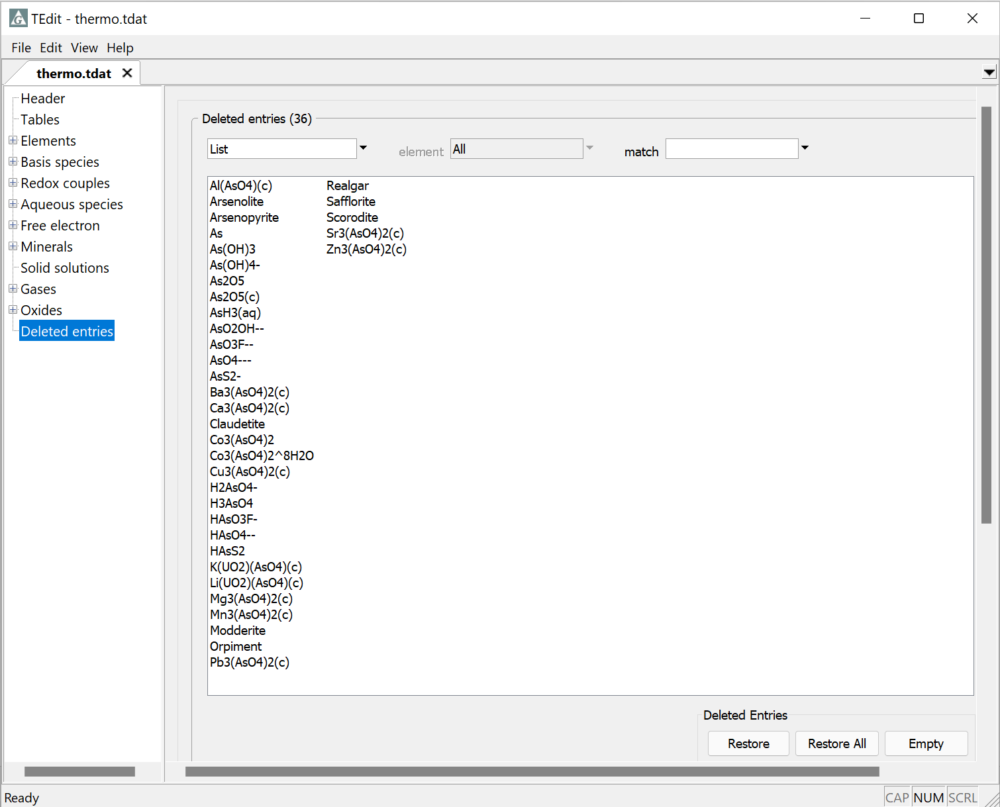 TEdit - thermo.tdat
File Edit View Help
thermo.tdat
Header
Tables
Elements
Basis species
Redox couples
Aqueous species
Free electron
Minerals
Solid solutions
Gases
Oxides
Deleted entries
Deleted entries (36)
List element All match
Al(AsO4)(c) Realgar
Arsenolite Safflorite
Arsenopyrite Scorodite
As Sr3(AsO4)2(c)
As(OH)3 Zn3(AsO4)2(c)
As(OH)4-
As2O5
As2O5(c)
AsH3(aq)
AsO2OH--
AsO3F--
AsO4---
AsS2-
Ba3(AsO4)2(c)
Ca3(AsO4)2(c)
Claudetite
Co3(AsO4)2
Co3(AsO4)2^8H2O
Cu3(AsO4)2(c)
H2AsO4-
H3AsO4
HAsO3F-
HAsO4--
HAsS2
K(UO2)(AsO4)(c)
Li(UO2)(AsO4)(c)
Mg3(AsO4)2(c)
Mn3(AsO4)2(c)
Modderite
Orpiment
Pb3(AsO4)2(c)
Deleted Entries
Restore Restore All Empty
Ready CAP NUM SCRL